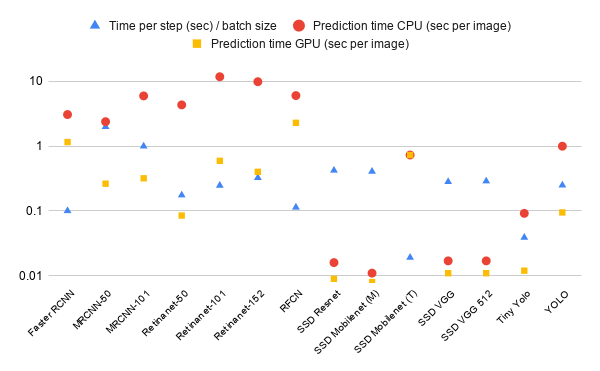 Time per step (sec) / batch size Prediction time CPU (sec per image)
Prediction time GPU (sec per image)
10
1
0.1
0.01
Faster RCNN
MRCNN-50
MRCNN-101
Retinanet-50
Retinanet-101
Retinanet-152
RFCN
SSD Resnet
SSD Mobilenet (M)
SSD Mobilenet (T)
SSD VGG
SSD VGG 512
Tiny Yolo
YOLO